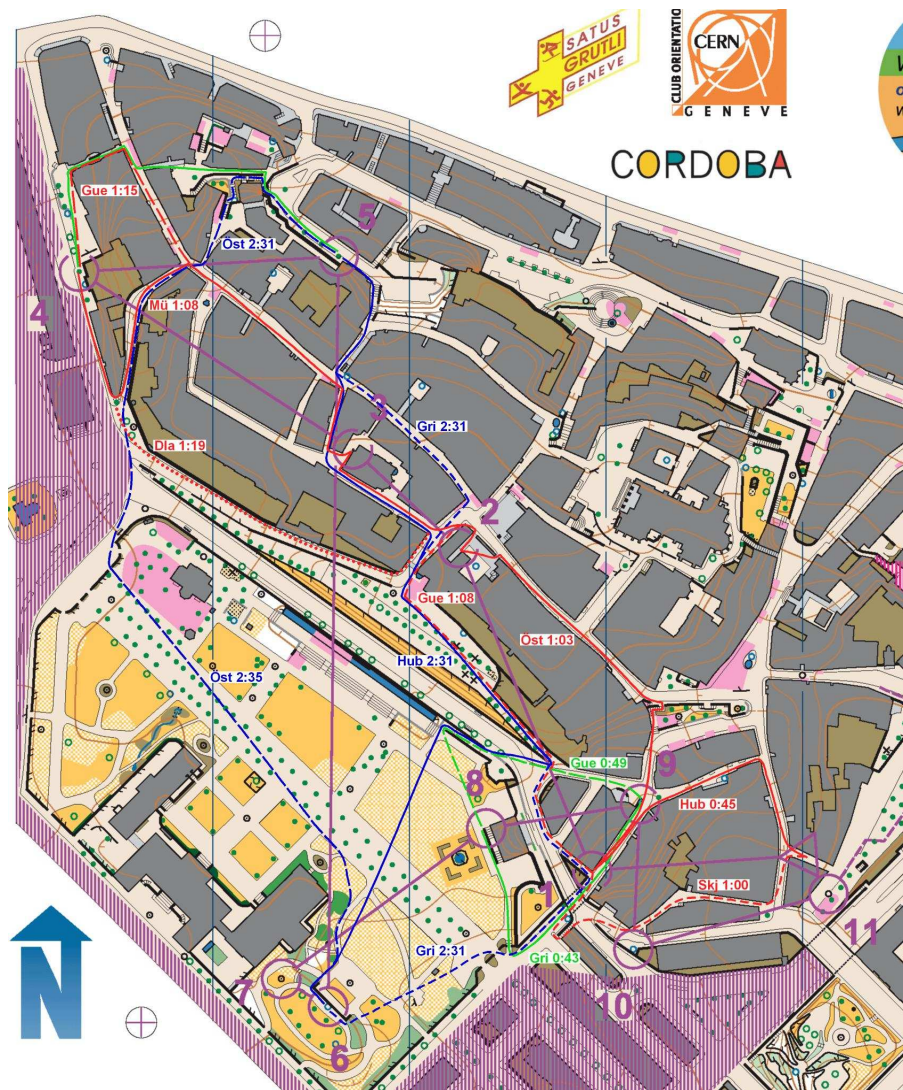 SATUS
GRUTLI
GENEVE
CLUB ORIENTATIO
CERN
GENEVE
CORDOBA
Gue 1:15
5
Öst 2:31
4
Mü 1:08
3
Gri 2:31
Dla 1:19
2
Gue 1:08
Öst 1:03
Hub 2:31
Öst 2:35
Gue 0:49
9
8
Hub 0:45
Skj 1:00
1
11
Gri 2:31
Gri 0:43
7
10
N
6